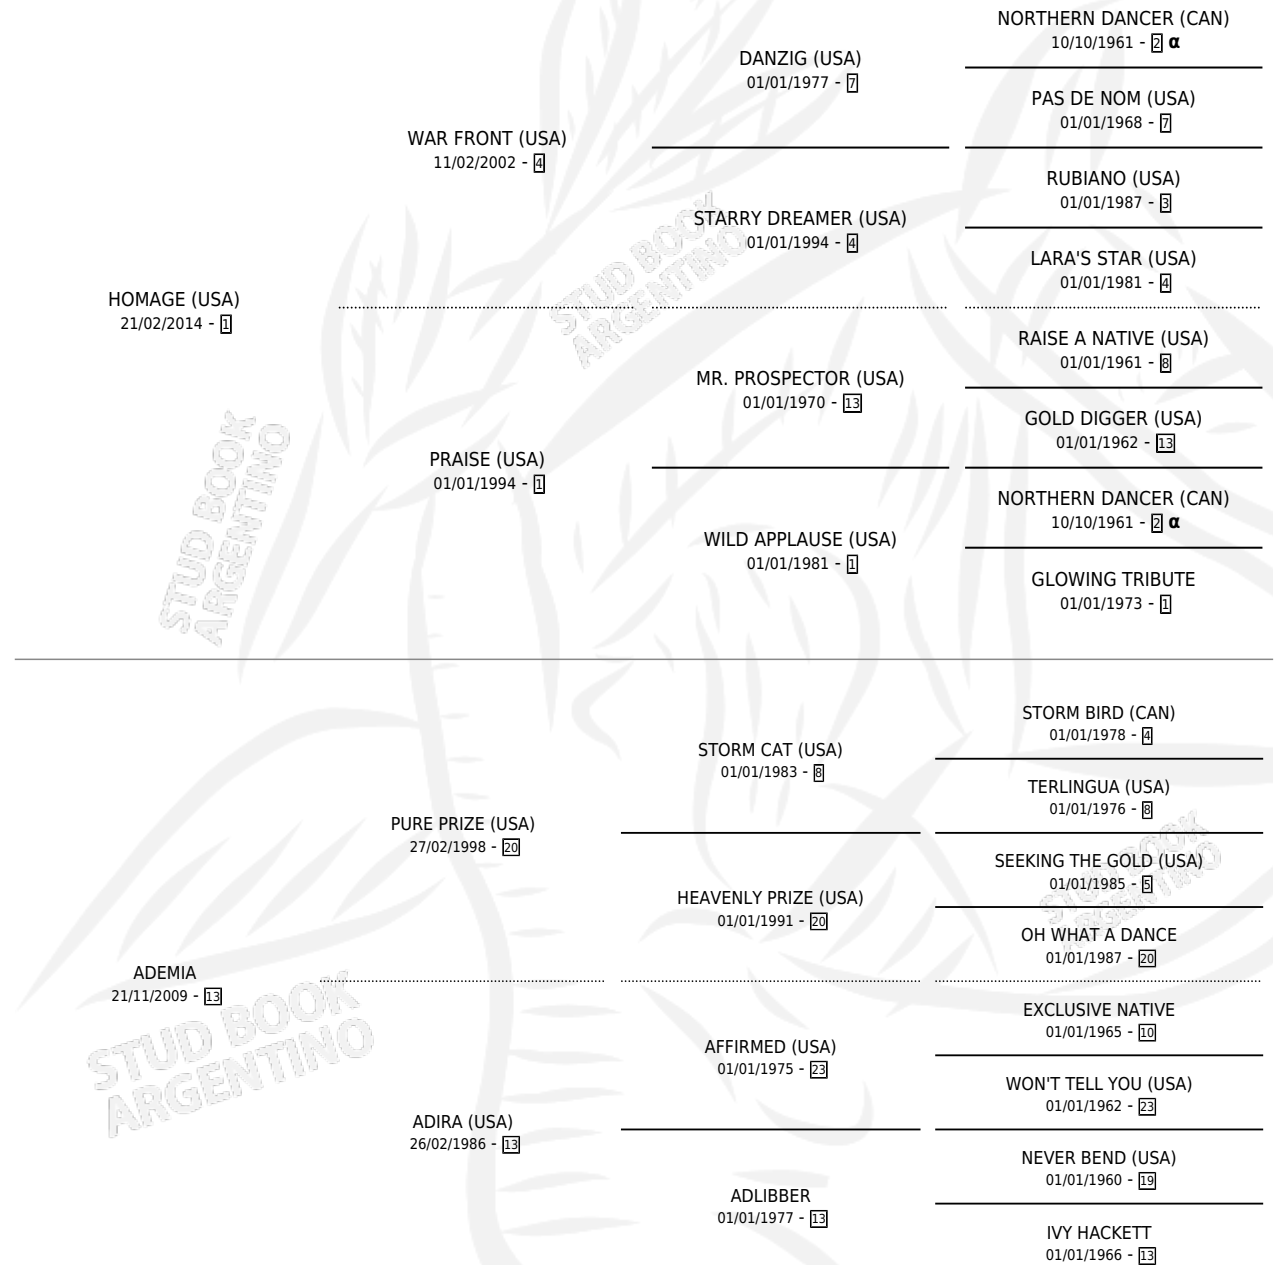 HOMAGE (USA)
21/02/2014 - 1
WAR FRONT (USA)
11/02/2002 - 4
PRAISE (USA)
01/01/1994 - 1
DANZIG (USA)
01/01/1977 - 7
STARRY DREAMER (USA)
01/01/1994 - 4
MR. PROSPECTOR (USA)
01/01/1970 - 13
WILD APPLAUSE (USA)
01/01/1981 - 1
NORTHERN DANCER (CAN)
10/10/1961 - 2 α
PAS DE NOM (USA)
01/01/1968 - 7
RUBIANO (USA)
01/01/1987 - 3
LARA'S STAR (USA)
01/01/1981 - 4
RAISE A NATIVE (USA)
01/01/1961 - 8
GOLD DIGGER (USA)
01/01/1962 - 13
NORTHERN DANCER (CAN)
10/10/1961 - 2 α
GLOWING TRIBUTE
01/01/1973 - 1
STUD BOOK
ARGENTINO
STUD BOOK
ARGENTINO
ADEMIA
21/11/2009 - 13
PURE PRIZE (USA)
27/02/1998 - 20
ADIRA (USA)
26/02/1986 - 13
STORM CAT (USA)
01/01/1983 - 8
HEAVENLY PRIZE (USA)
01/01/1991 - 20
AFFIRMED (USA)
01/01/1975 - 23
ADLIBBER
01/01/1977 - 13
STORM BIRD (CAN)
01/01/1978 - 4
TERLINGUA (USA)
01/01/1976 - 8
SEEKING THE GOLD (USA)
01/01/1985 - 5
OH WHAT A DANCE
01/01/1987 - 20
EXCLUSIVE NATIVE
01/01/1965 - 10
WON'T TELL YOU (USA)
01/01/1962 - 23
NEVER BEND (USA)
01/01/1960 - 19
IVY HACKETT
01/01/1966 - 13
STUD BOOK
ARGENTINO
STUD BOOK
ARGENTINO